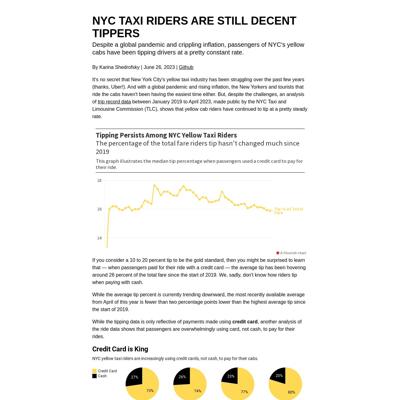 NYC TAXI RIDERS ARE STILL DECENT
TIPPERS
Despite a global pandemic and crippling inflation, passengers of NYC's yellow
cabs have been tipping drivers at a pretty constant rate.
By Karina Shedrofsky | June 26, 2023 | Github
It's no secret that New York City's yellow taxi industry has been struggling over the past few years
(thanks, Uber!). And with a global pandemic and rising inflation, the New Yorkers and tourists that
ride the cabs haven't been having the easiest time either. But, despite the challenges, an analysis
of trip record data between January 2019 to April 2023, made public by the NYC Taxi and
Limousine Commission (TLC), shows that yellow cab riders have continued to tip at a pretty steady
rate.
Tipping Persists Among NYC Yellow Taxi Riders
The percentage of the total fare riders tip hasn't changed much since
2019
This graph illustrates the median tip percentage when passengers used a credit card to pay for
their ride.
28
26
24
A Flourish chart
If you consider a 10 to 20 percent tip to be the gold standard, then you might be surprised to learn
that — when passengers paid for their ride with a credit card — the average tip has been hovering
around 26 percent of the total fare since the start of 2019. We, sadly, don't know how riders tip
when paying with cash.
While the average tip percent is currently trending downward, the most recently available average
from April of this year is fewer than two percentage points lower than the highest average tip since
the start of 2019.
While the tipping data is only reflective of payments made using credit card, another analysis of
the ride data shows that passengers are overwhelmingly using card, not cash, to pay for their
rides.
Credit Card is King
NYC yellow taxi riders are increasingly using credit cards, not cash, to pay for their cabs.
Credit Card
Cash
27% 26% 23% 20%
73% 74% 77% 80%